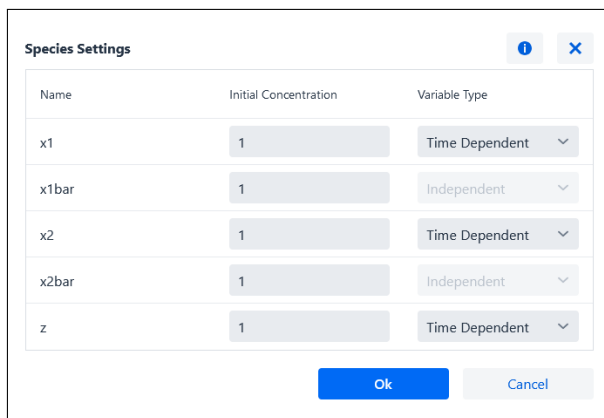 Species Settings
Name Initial Concentration Variable Type
x1 1 Time Dependent
x1bar 1 Independent
x2 1 Time Dependent
x2bar 1 Independent
z 1 Time Dependent
Ok Cancel